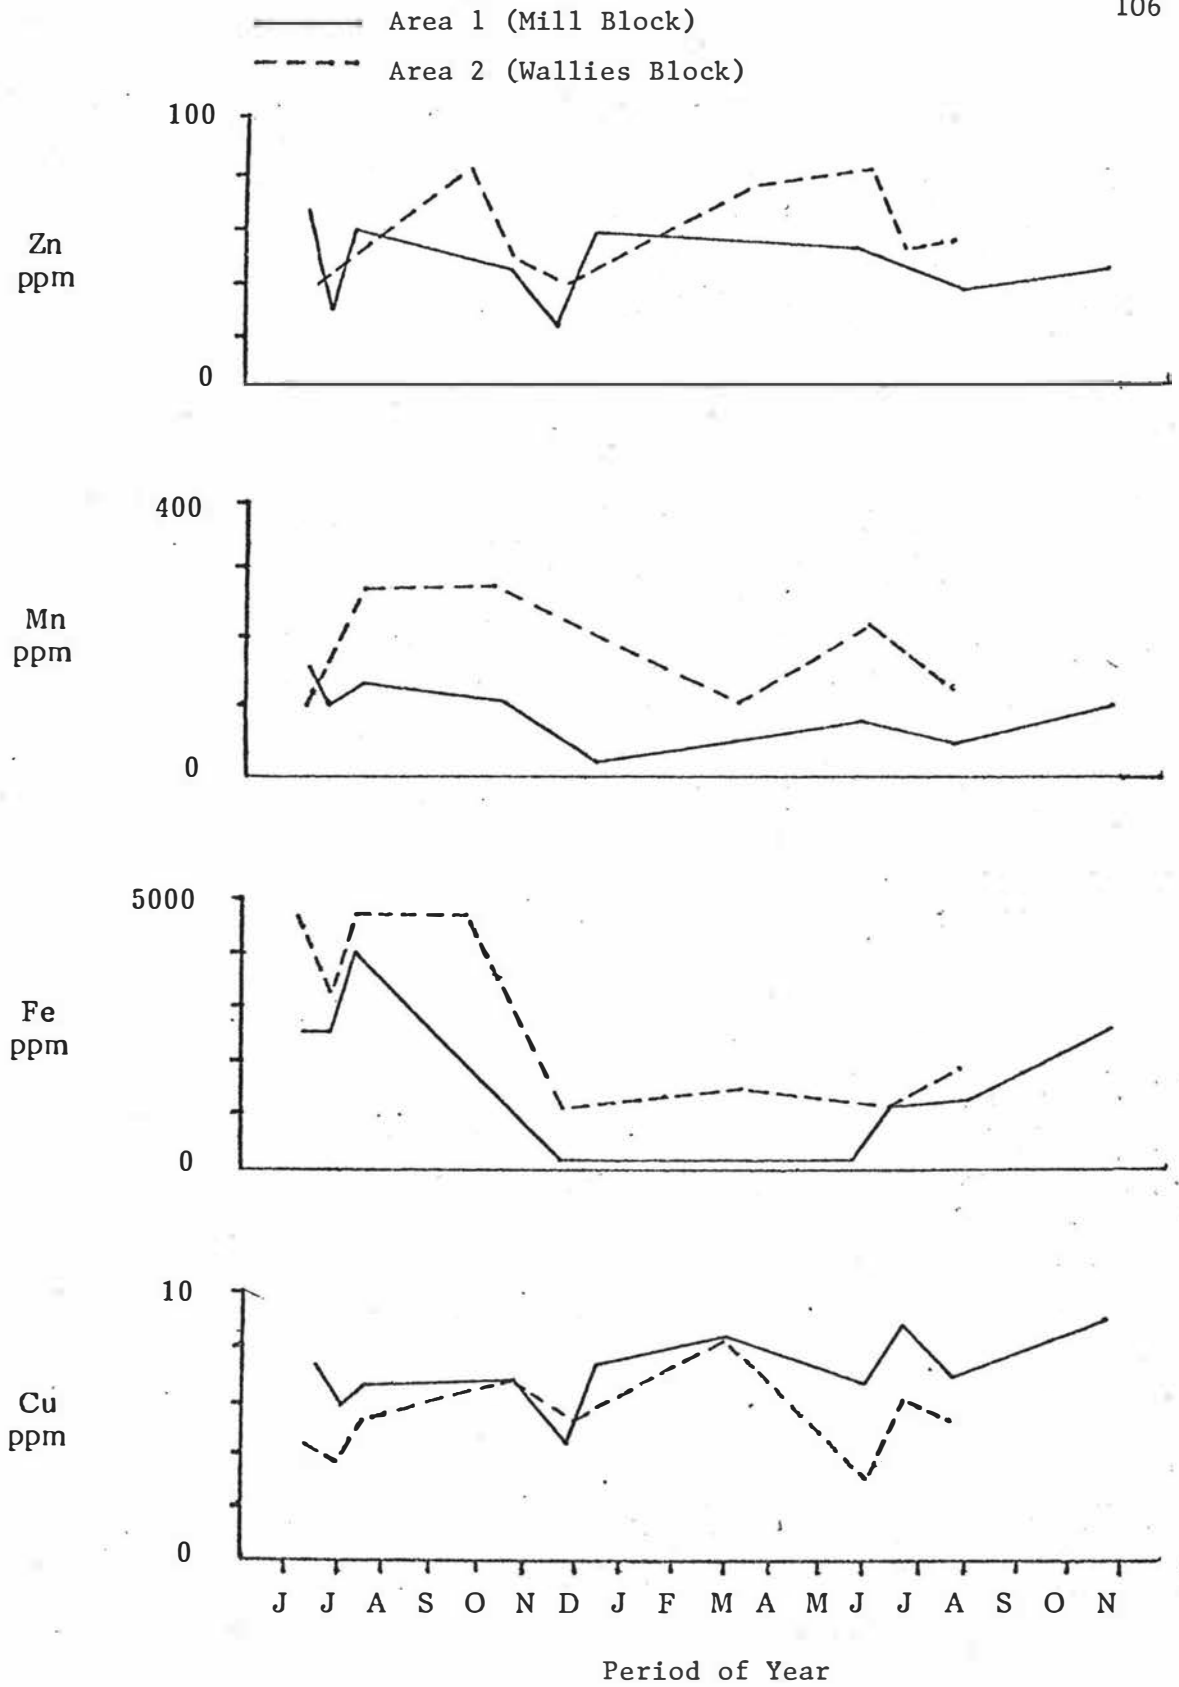 106
Area 1 (Mill Block)
Area 2 (Wallies Block)
100
Zn
ppm
0
400
Mn
ppm
0
5000
Fe
ppm
0
10
Cu
ppm
0
J J A S O N D J F M A M J J A S O N
Period of Year